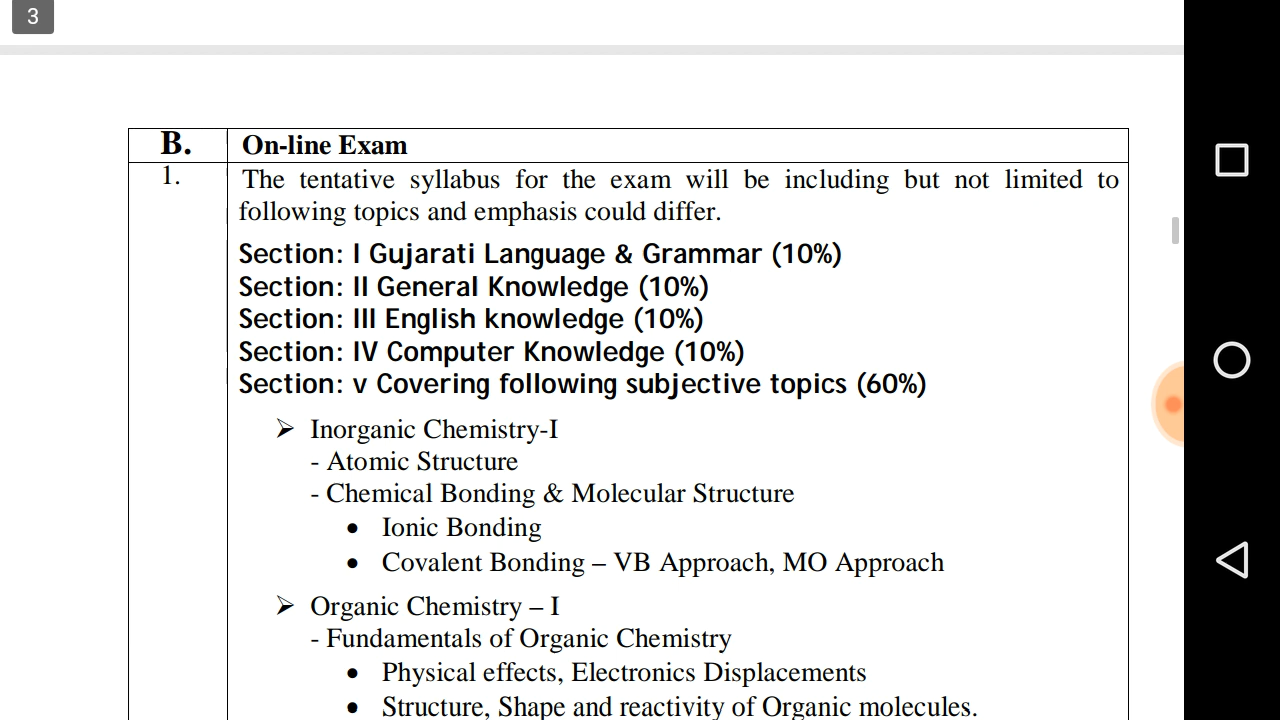 3
B. On-line Exam
1. The tentative syllabus for the exam will be including but not limited to
following topics and emphasis could differ.
Section: I Gujarati Language & Grammar (10%)
Section: II General Knowledge (10%)
Section: III English knowledge (10%)
Section: IV Computer Knowledge (10%)
Section: v Covering following subjective topics (60%)
➢ Inorganic Chemistry-I
- Atomic Structure
- Chemical Bonding & Molecular Structure
• Ionic Bonding
• Covalent Bonding – VB Approach, MO Approach
➢ Organic Chemistry – I
- Fundamentals of Organic Chemistry
• Physical effects, Electronics Displacements
• Structure, Shape and reactivity of Organic molecules.